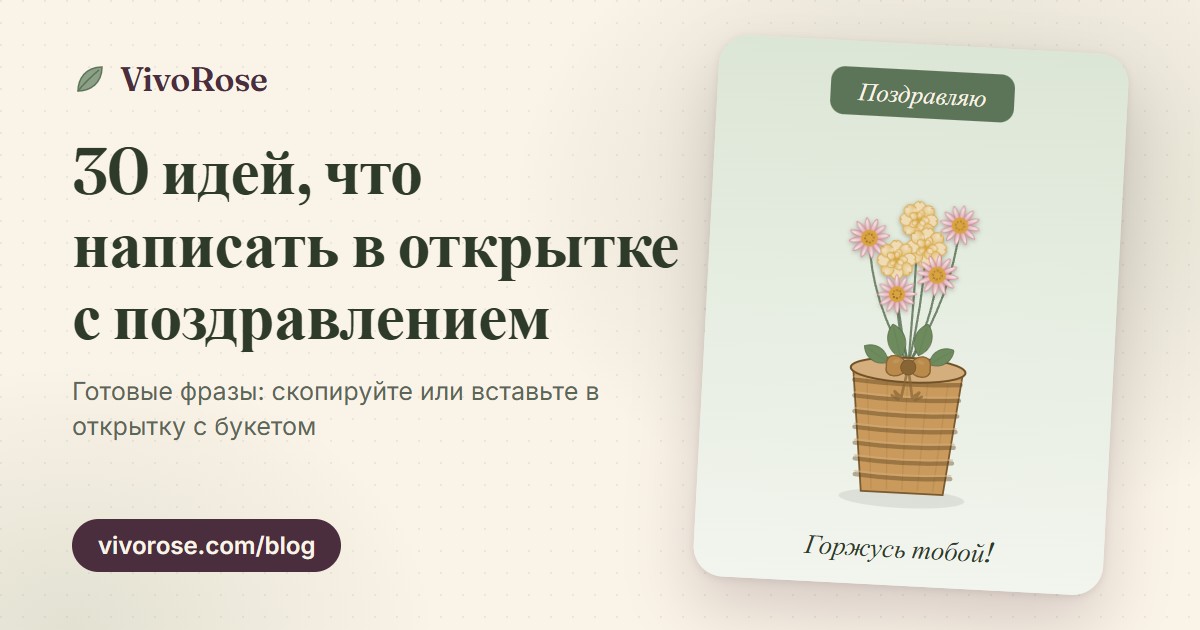 VivoRose
30 идей, что
написать в открытке
с поздравлением
Готовые фразы: скопируйте или вставьте в
открытку с букетом
vivorose.com/blog
Поздравляю
Горжусь тобой!